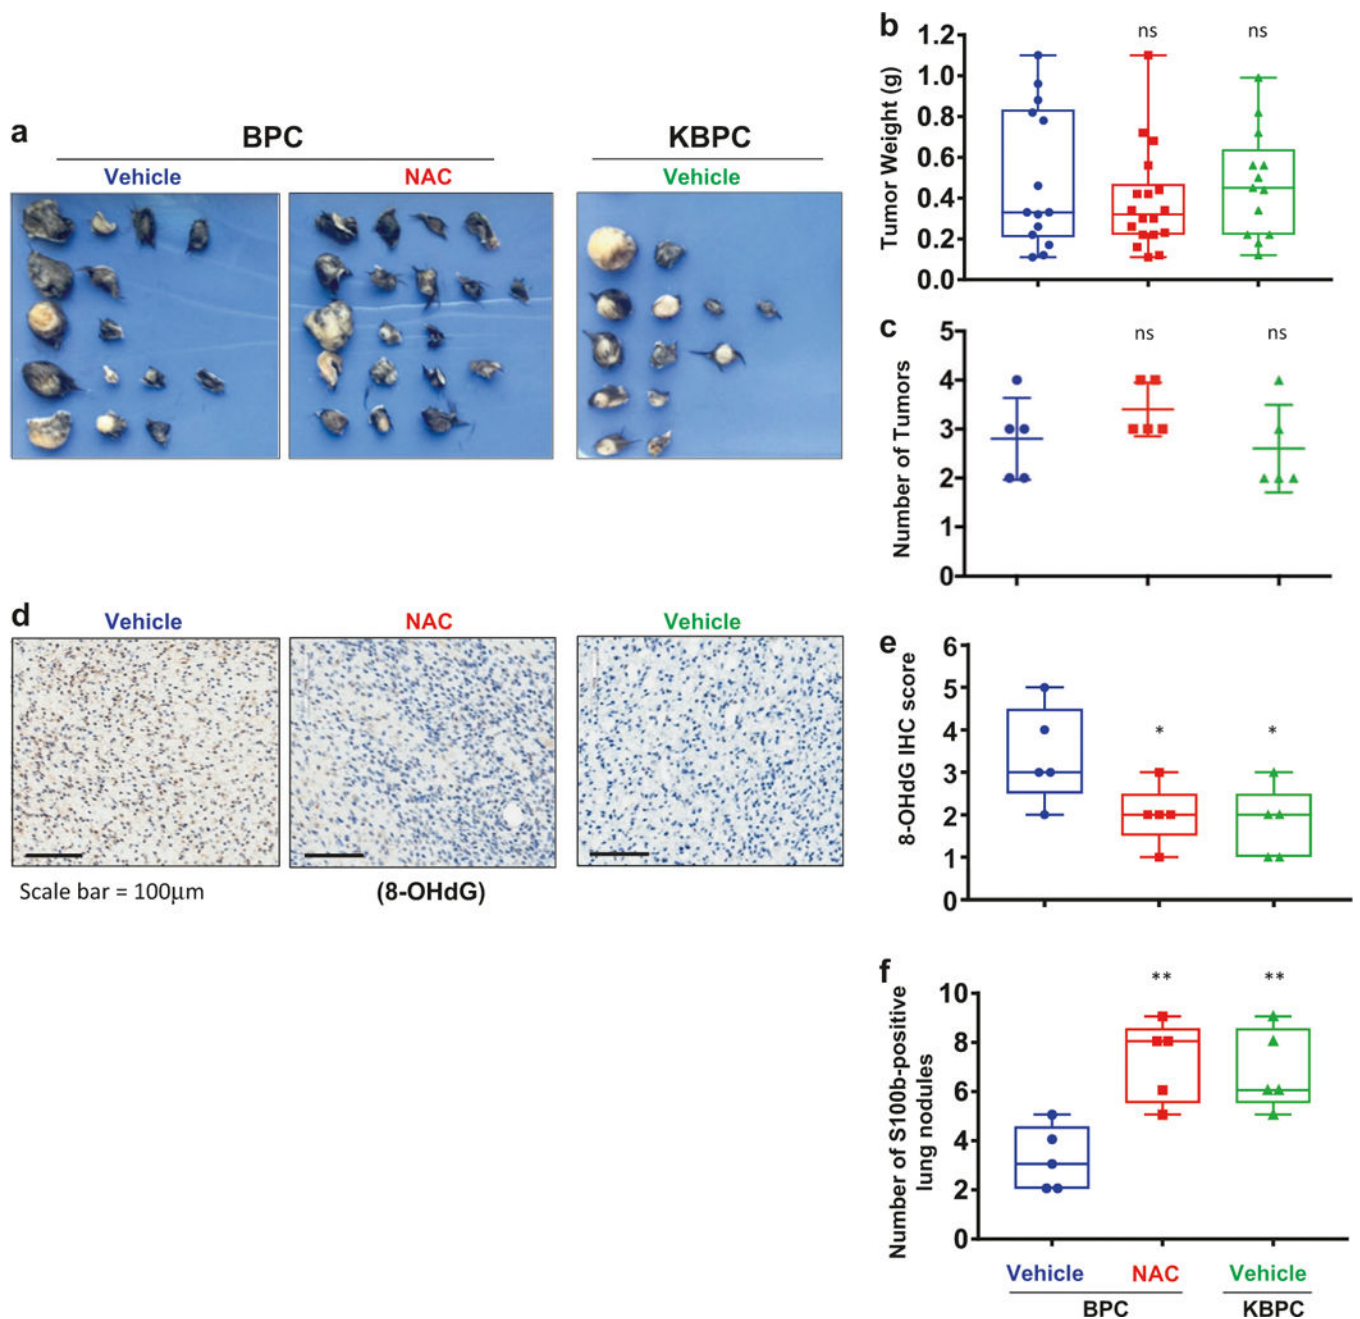 a
BPC
KBPC
Vehicle
NAC
Vehicle
b
Tumor Weight (g)
1.2
1.0
0.8
0.6
0.4
0.2
0.0
ns
ns
c
Number of Tumors
5
4
3
2
1
0
ns
ns
d
Vehicle
NAC
Vehicle
Scale bar = 100μm
(8-OHdG)
e
8-OHdG IHC score
6
5
4
3
2
1
0
*
*
f
Number of S100b-positive
lung nodules
10
8
6
4
2
0
**
**
Vehicle
NAC
Vehicle
BPC
KBPC